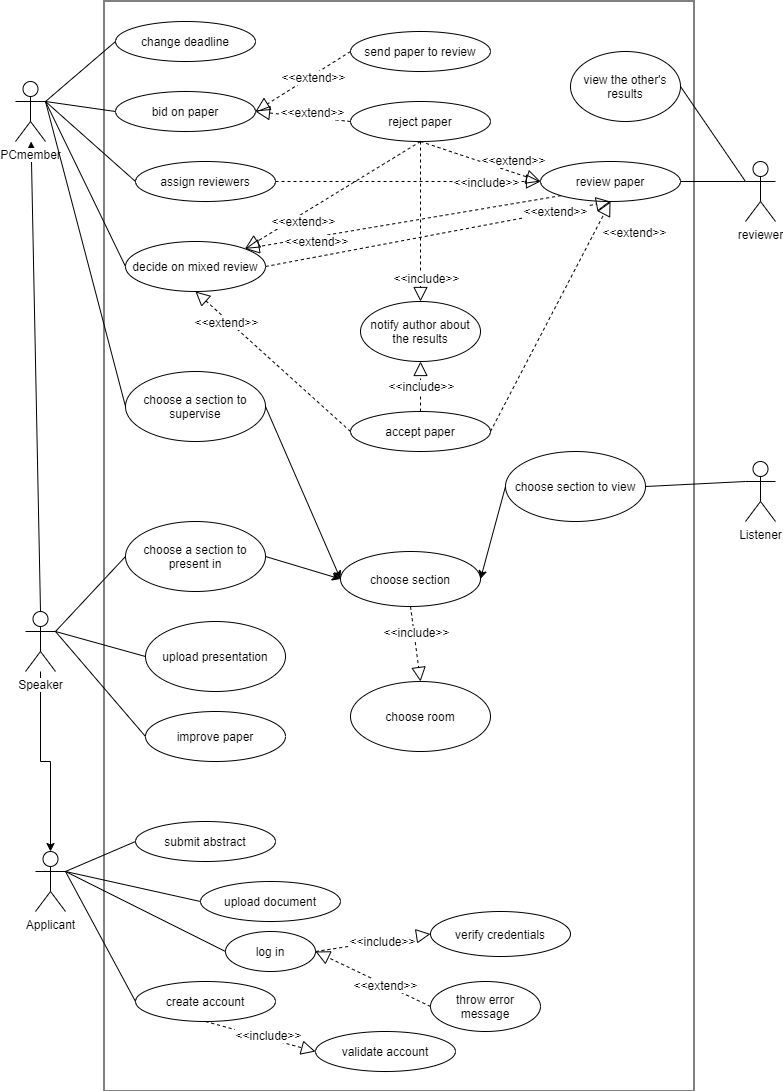 change deadline
send paper to review
<<extend>>
view the other's
results
bid on paper
<<extend>>
reject paper
PCmember
<<extend>>
assign reviewers
<<include>>
review paper
<<extend>>
<<extend>>
<<extend>>
<<extend>>
reviewer
decide on mixed review
<<include>>
<<extend>>
notify author about
the results
<<include>>
choose a section to
supervise
accept paper
choose section to view
Listener
choose a section to
present in
choose section
<<include>>
upload presentation
Speaker
choose room
improve paper
submit abstract
upload document
Applicant
log in
<<include>>
verify credentials
<<extend>>
create account
throw error
message
<<include>>
validate account